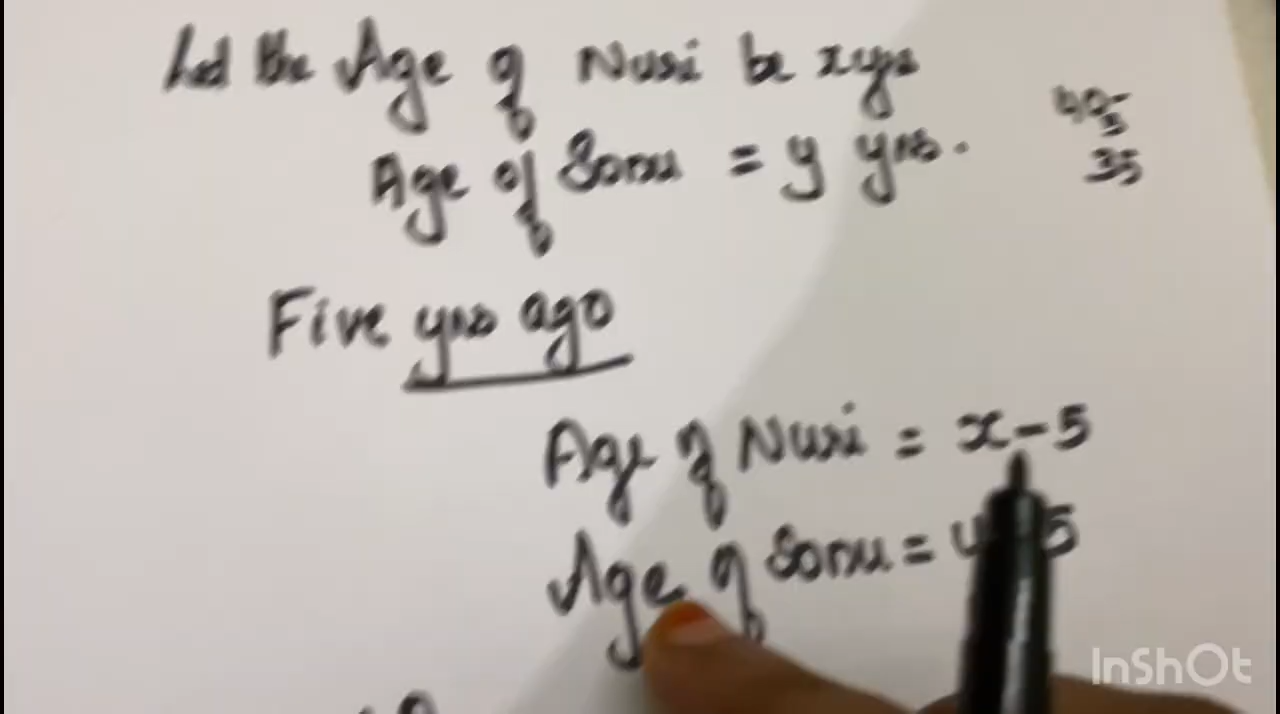 Let the Age of Nuri be x yrs
Age of Sonu = y yrs.
40-
5
35
Five yrs ago
Age of Nuri = x-5
Age of Sonu = 5
InShOt